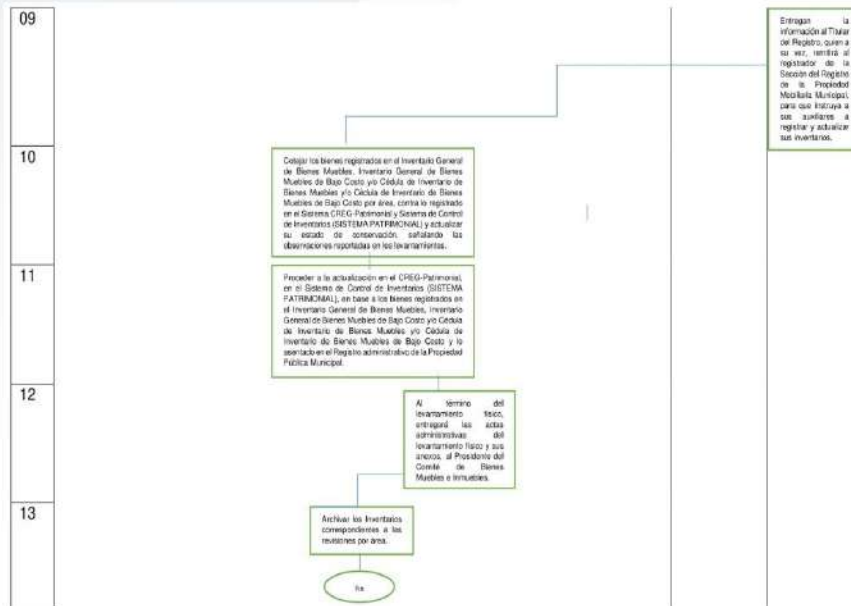 09
Entregan la
información al Titular
del Registro, quien a
su vez, remitirá al
registrador de la
Sección del Registro
de la Propiedad
Mobiliaria Municipal,
para que instruya a
sus auxiliares a
registrar y actualizar
sus inventarios.
10
Cotejar los bienes registrados en el Inventario General
de Bienes Muebles, Inventario General de Bienes
Muebles de Bajo Costo y/o Cédula de Inventario de
Bienes Muebles y/o Cédula de Inventario de Bienes
Muebles de Bajo Costo por área, contra lo registrado
en el Sistema CREG-Patrimonial y Sistema de Control
de Inventarios (SISTEMA PATRIMONIAL) y actualizar
su estado de conservación, señalando las
observaciones reportadas en los levantamientos.
11
Proceder a la actualización en el CREG-Patrimonial,
en el Sistema de Control de Inventarios (SISTEMA
PATRIMONIAL), en base a los bienes registrados en
el Inventario General de Bienes Muebles, Inventario
General de Bienes Muebles de Bajo Costo y/o Cédula
de Inventario de Bienes Muebles y/o Cédula de
Inventario de Bienes Muebles de Bajo Costo y lo
asentado en el Registro administrativo de la Propiedad
Pública Municipal.
12
Al término del
levantamiento físico,
entregará las actas
administrativas del
levantamiento físico y sus
anexos, al Presidente del
Comité de Bienes
Muebles e Inmuebles.
13
Archivar los Inventarios
correspondientes a las
revisiones por área.